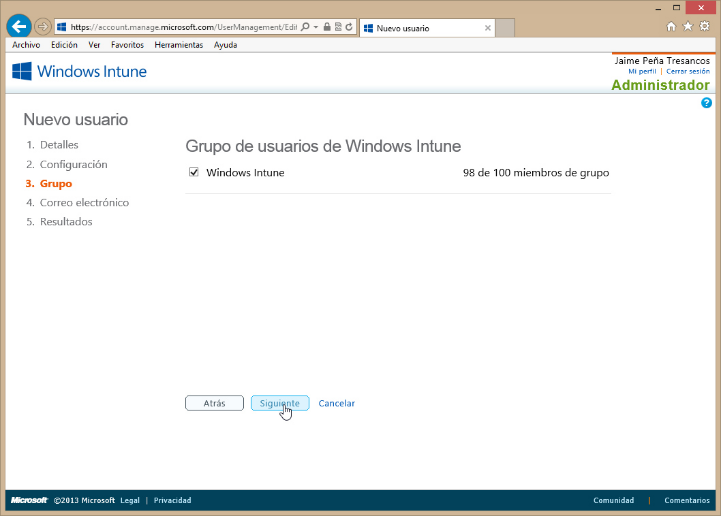 https://account.manage.microsoft.com/UserManagement/Edi
Nuevo usuario
Archivo Edición Ver Favoritos Herramientas Ayuda
Windows Intune
Jaime Peña Tresancos
Mi perfil | Cerrar sesión
Administrador
?
Nuevo usuario
1. Detalles
2. Configuración
3. Grupo
4. Correo electrónico
5. Resultados
Grupo de usuarios de Windows Intune
Windows Intune 98 de 100 miembros de grupo
Atrás Siguiente Cancelar
Microsoft ©2013 Microsoft Legal | Privacidad Comunidad | Comentarios